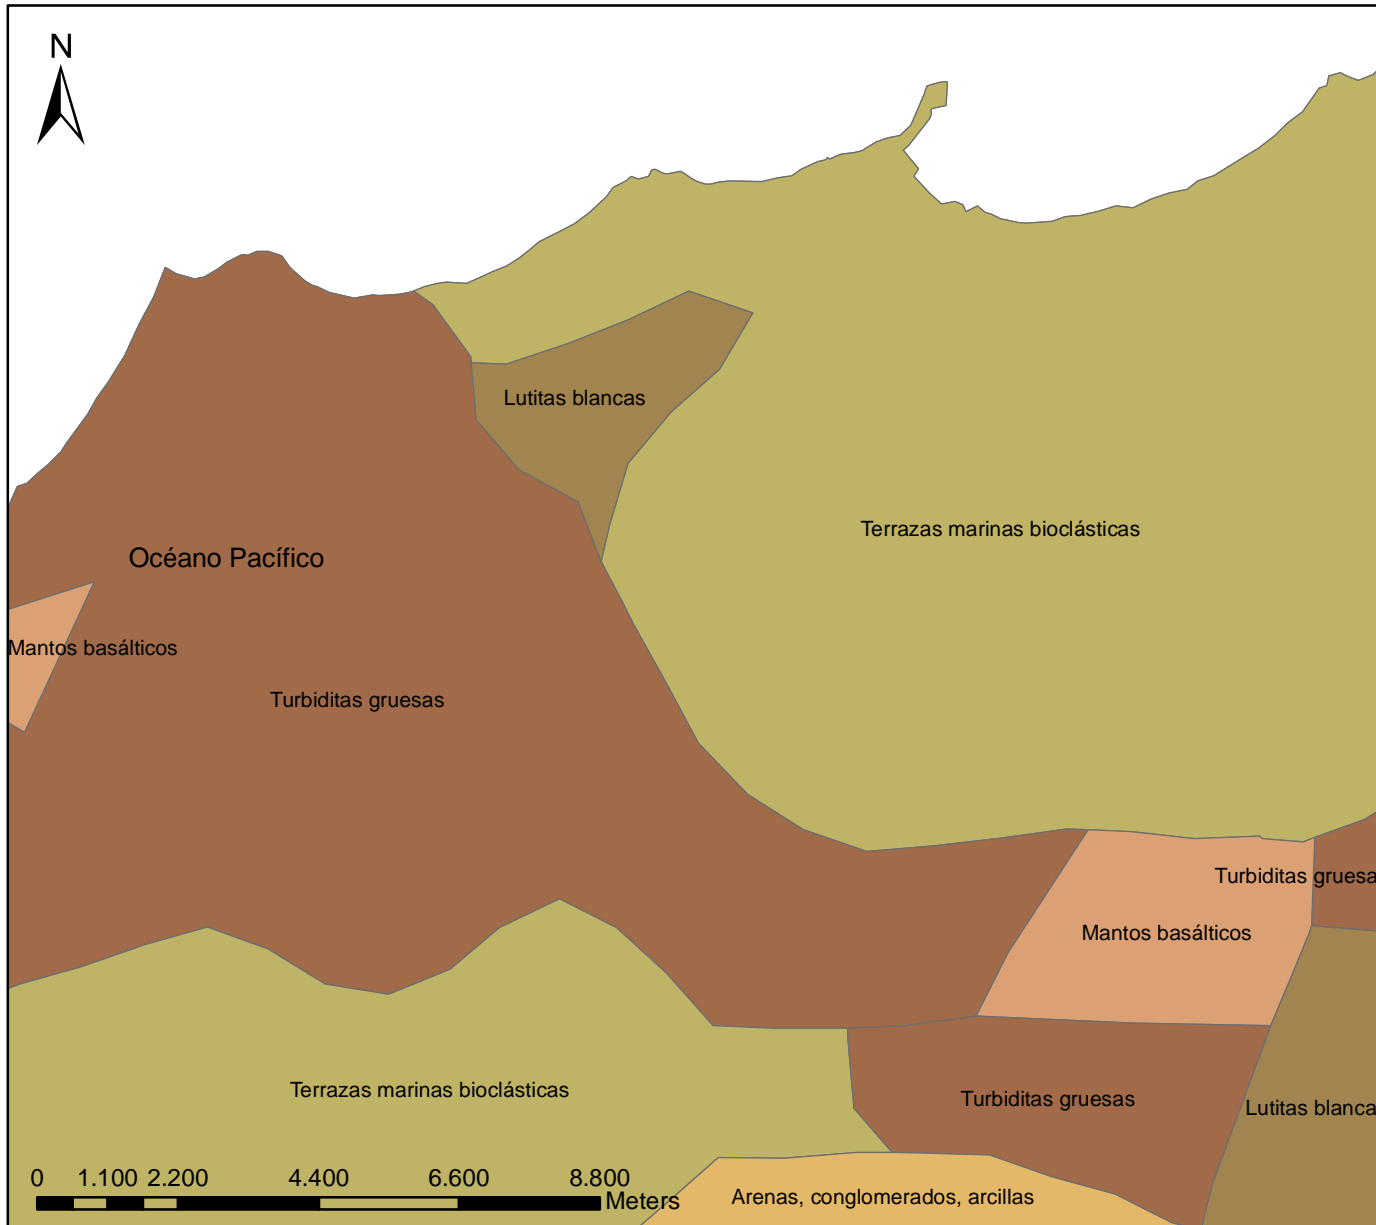 N
Lutitas blancas
Terrazas marinas bioclásticas
Océano Pacífico
Mantos basálticos
Turbiditas gruesas
Turbiditas gruesa
Mantos basálticos
Terrazas marinas bioclásticas
Turbiditas gruesas
Lutitas blanca
0 1.100 2.200 4.400 6.600 8.800
Meters
Arenas, conglomerados, arcillas